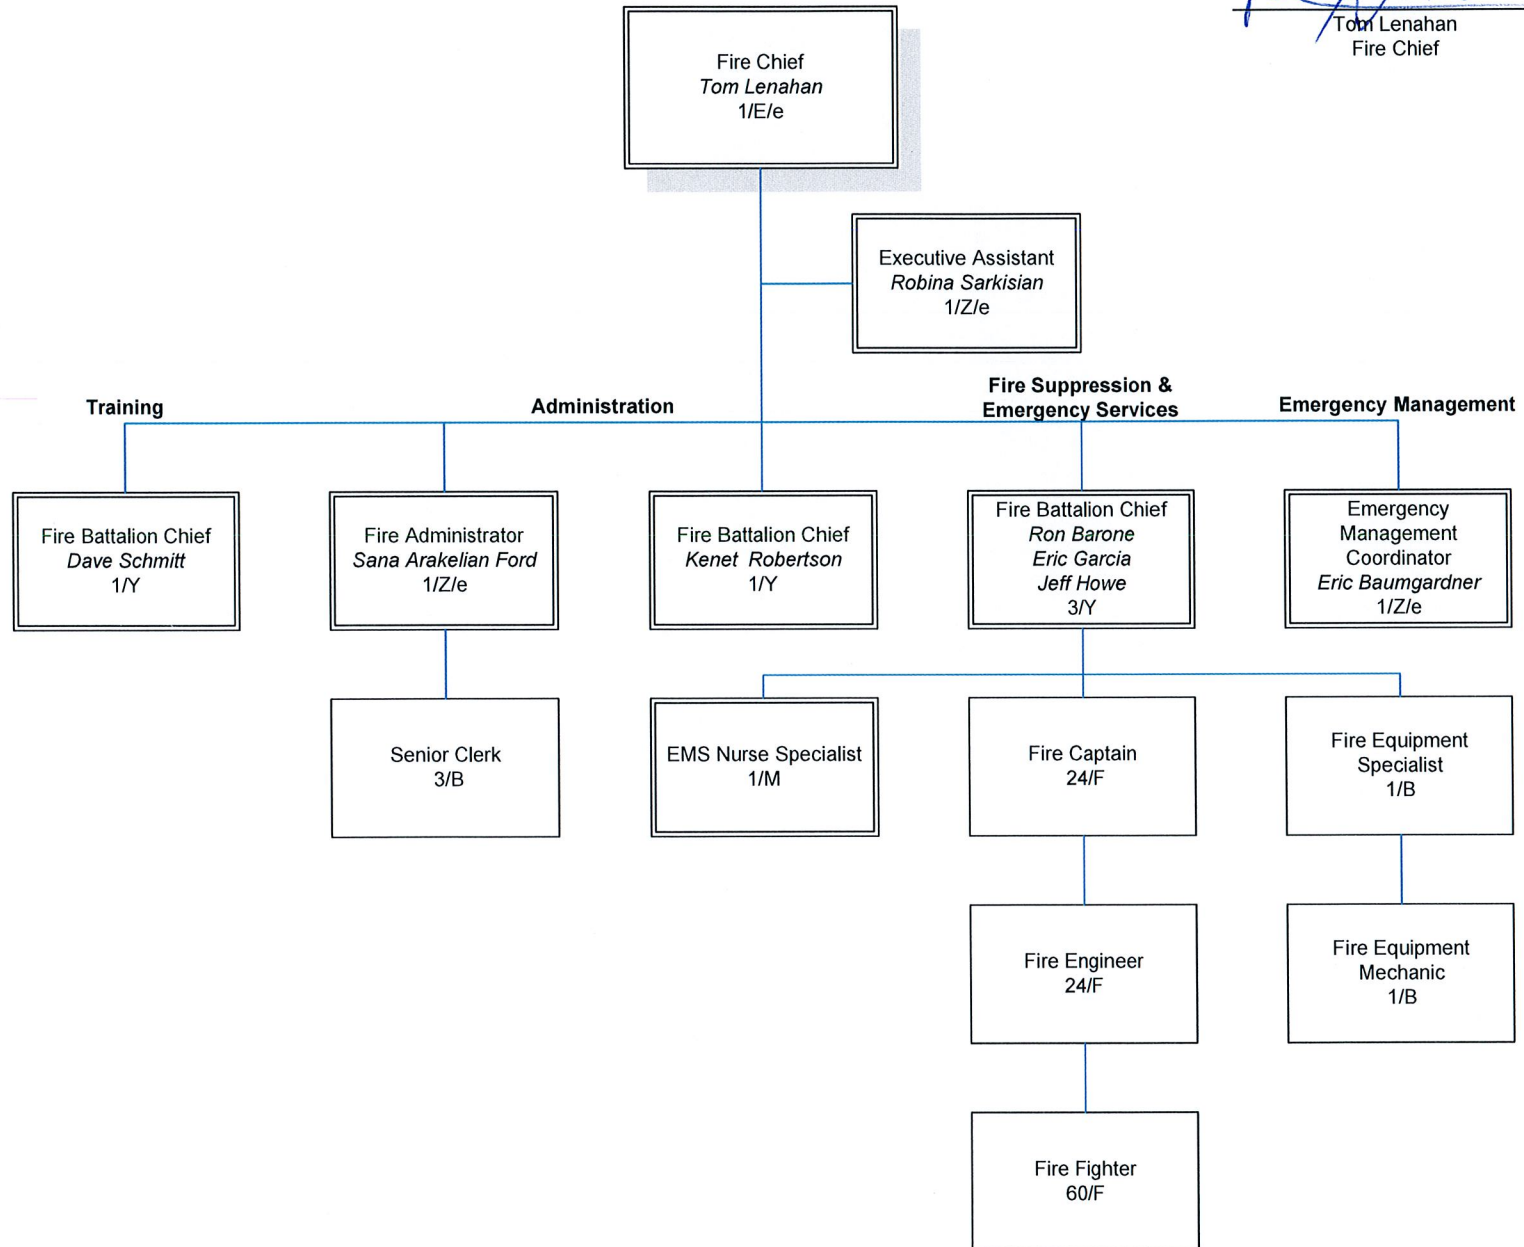 Tom Lenahan
Fire Chief
Fire Chief
Tom Lenahan
1/E/e
Executive Assistant
Robina Sarkisian
1/Z/e
Training
Administration
Fire Suppression &
Emergency Services
Emergency Management
Fire Battalion Chief
Dave Schmitt
1/Y
Fire Administrator
Sana Arakelian Ford
1/Z/e
Fire Battalion Chief
Kenet Robertson
1/Y
Fire Battalion Chief
Ron Barone
Eric Garcia
Jeff Howe
3/Y
Emergency
Management
Coordinator
Eric Baumgardner
1/Z/e
Senior Clerk
3/B
EMS Nurse Specialist
1/M
Fire Captain
24/F
Fire Equipment
Specialist
1/B
Fire Engineer
24/F
Fire Equipment
Mechanic
1/B
Fire Fighter
60/F